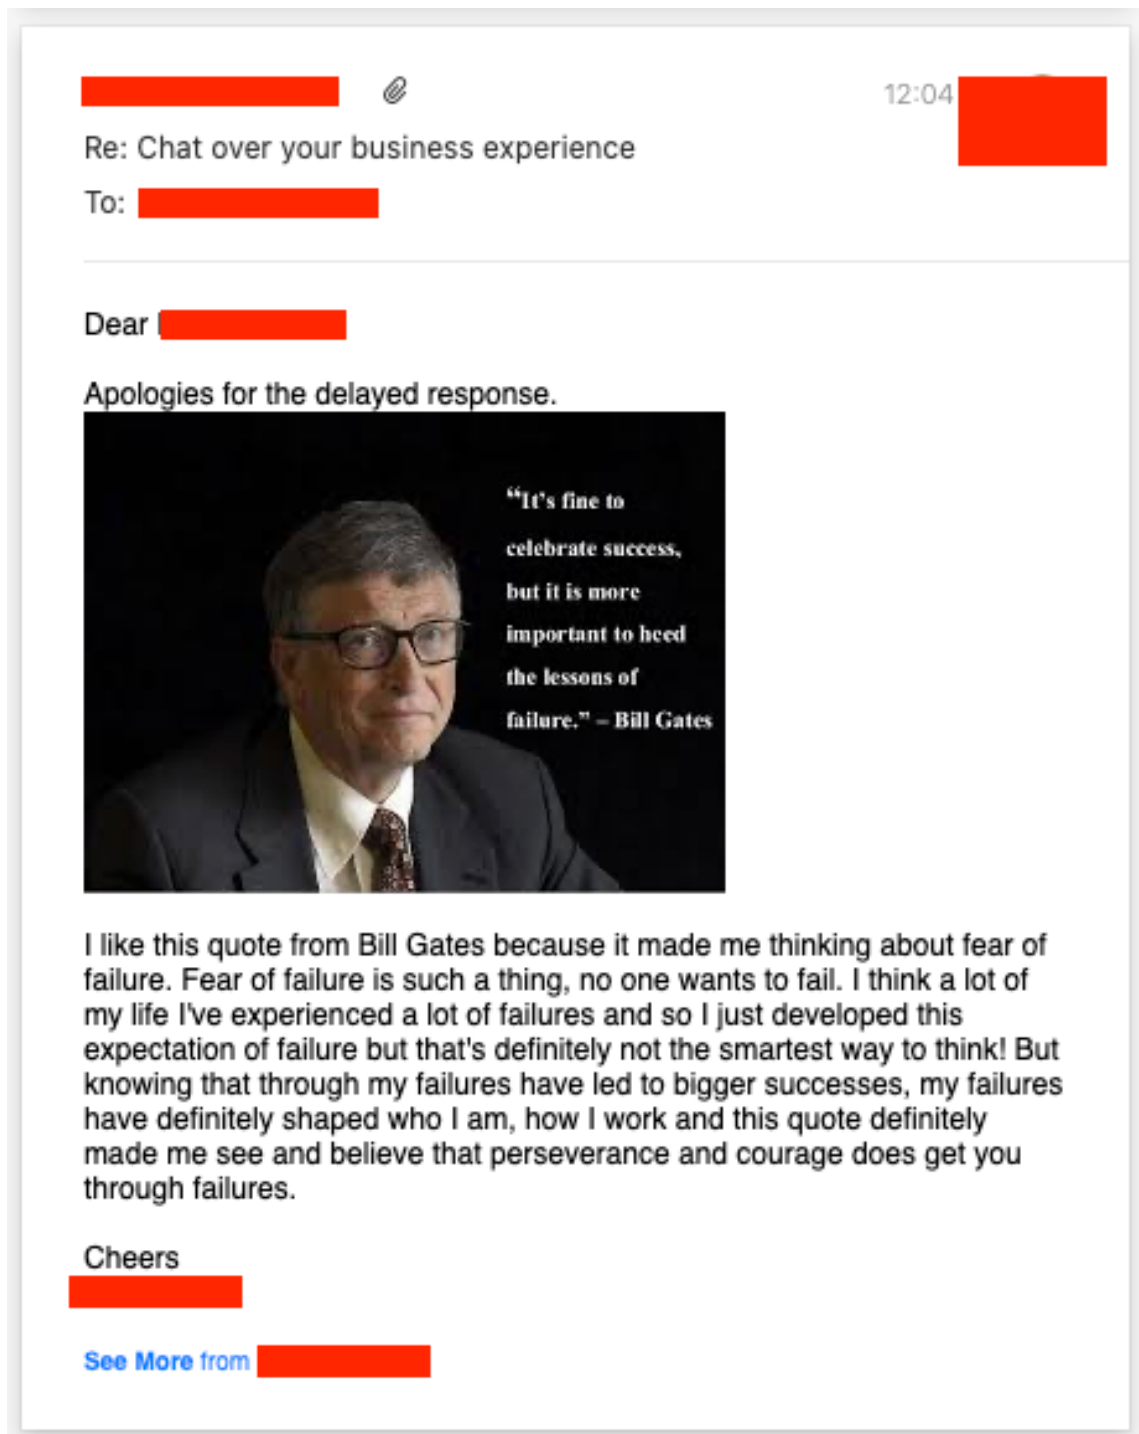 12:04
Re: Chat over your business experience
To:
Dear
Apologies for the delayed response.
“It's fine to
celebrate success,
but it is more
important to heed
the lessons of
failure.” – Bill Gates
I like this quote from Bill Gates because it made me thinking about fear of
failure. Fear of failure is such a thing, no one wants to fail. I think a lot of
my life I've experienced a lot of failures and so I just developed this
expectation of failure but that's definitely not the smartest way to think! But
knowing that through my failures have led to bigger successes, my failures
have definitely shaped who I am, how I work and this quote definitely
made me see and believe that perseverance and courage does get you
through failures.
Cheers
See More from